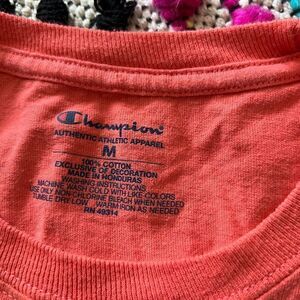 Champion
AUTHENTIC ATHLETIC APPAREL
M
100% COTTON
EXCLUSIVE OF DECORATION
MADE IN HONDURAS
WASHING INSTRUCTIONS
MACHINE WASH COLD WITH LIKE COLORS
USE ONLY NON-CHLORINE BLEACH WHEN NEEDED
TUMBLE DRY LOW WARM IRON AS NEEDED
RN 49314